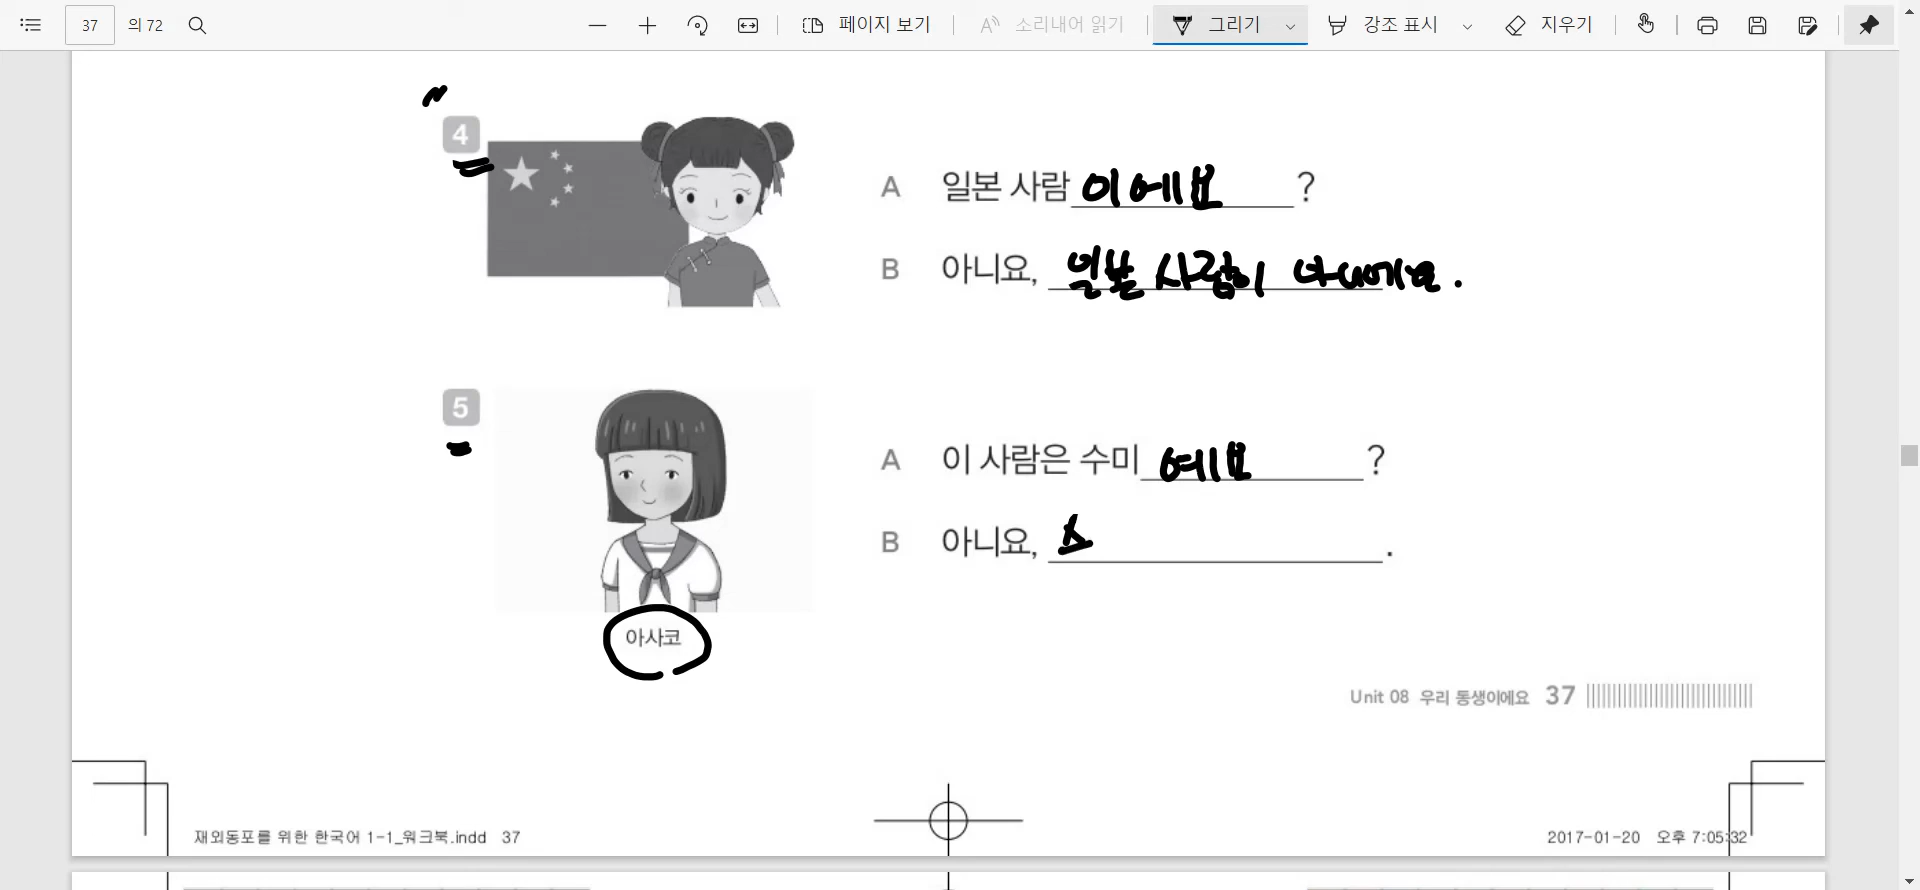 37 의 72 페이지 보기 소리내어 읽기 그리기 강조 표시 지우기
4
A 일본 사람이에요?
B 아니요, 일본 사람이 아니에요.
5
A 이 사람은 수미예요?
B 아니요, .
아사코
Unit 08 우리 동생이에요 37
재외동포를 위한 한국어 1-1_워크북.indd 37
2017-01-20 오후 7:05:32